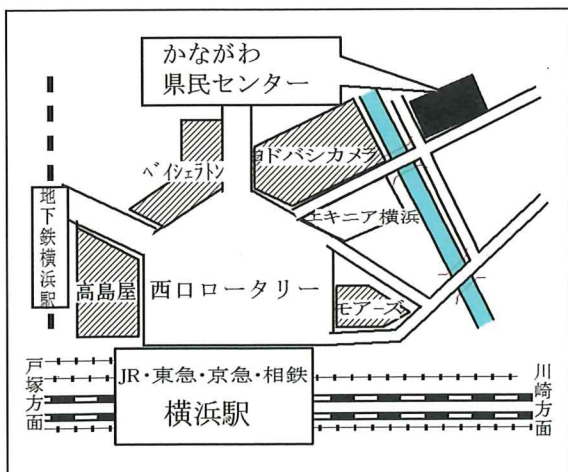 かながわ
県民センター
ヨドバシカメラ
ベイシェラトン
エキニア横浜
地下鉄横浜駅
高島屋
西口ロータリー
モアーズ
戸塚方面
JR・東急・京急・相鉄
横浜駅
川崎方面